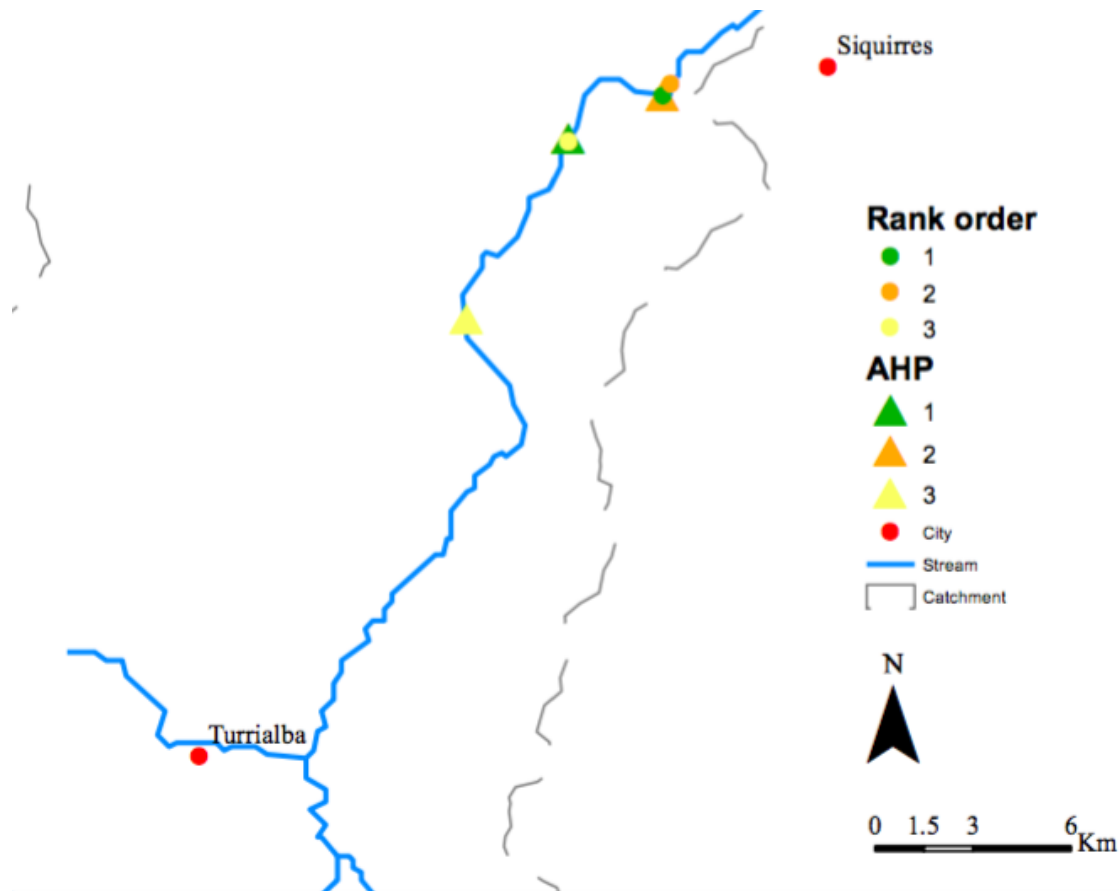 Siquirres
Rank order
1
2
3
AHP
1
2
3
City
Stream
Catchment
Turrialba
N
0 1.5 3 6
Km